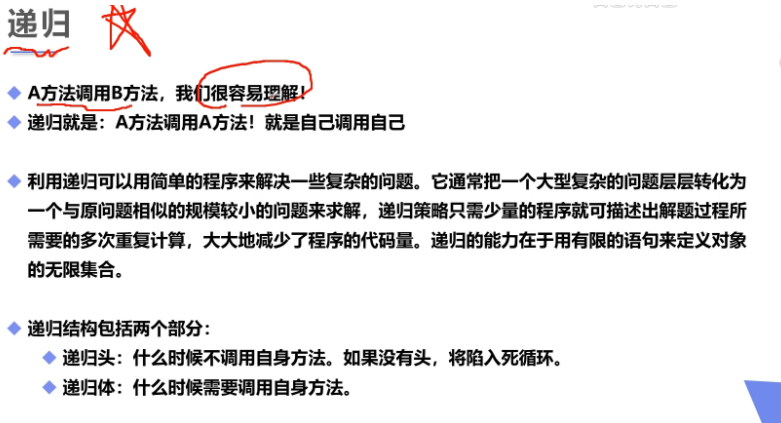 递归
A方法调用B方法，我们很容易理解！
递归就是：A方法调用A方法！就是自己调用自己
利用递归可以用简单的程序来解决一些复杂的问题。它通常把一个大型复杂的问题层层转化为
一个与原问题相似的规模较小的问题来求解，递归策略只需少量的程序就可描述出解题过程所
需要的多次重复计算，大大地减少了程序的代码量。递归的能力在于用有限的语句来定义对象
的无限集合。
递归结构包括两个部分：
递归头：什么时候不调用自身方法。如果没有头，将陷入死循环。
递归体：什么时候需要调用自身方法。